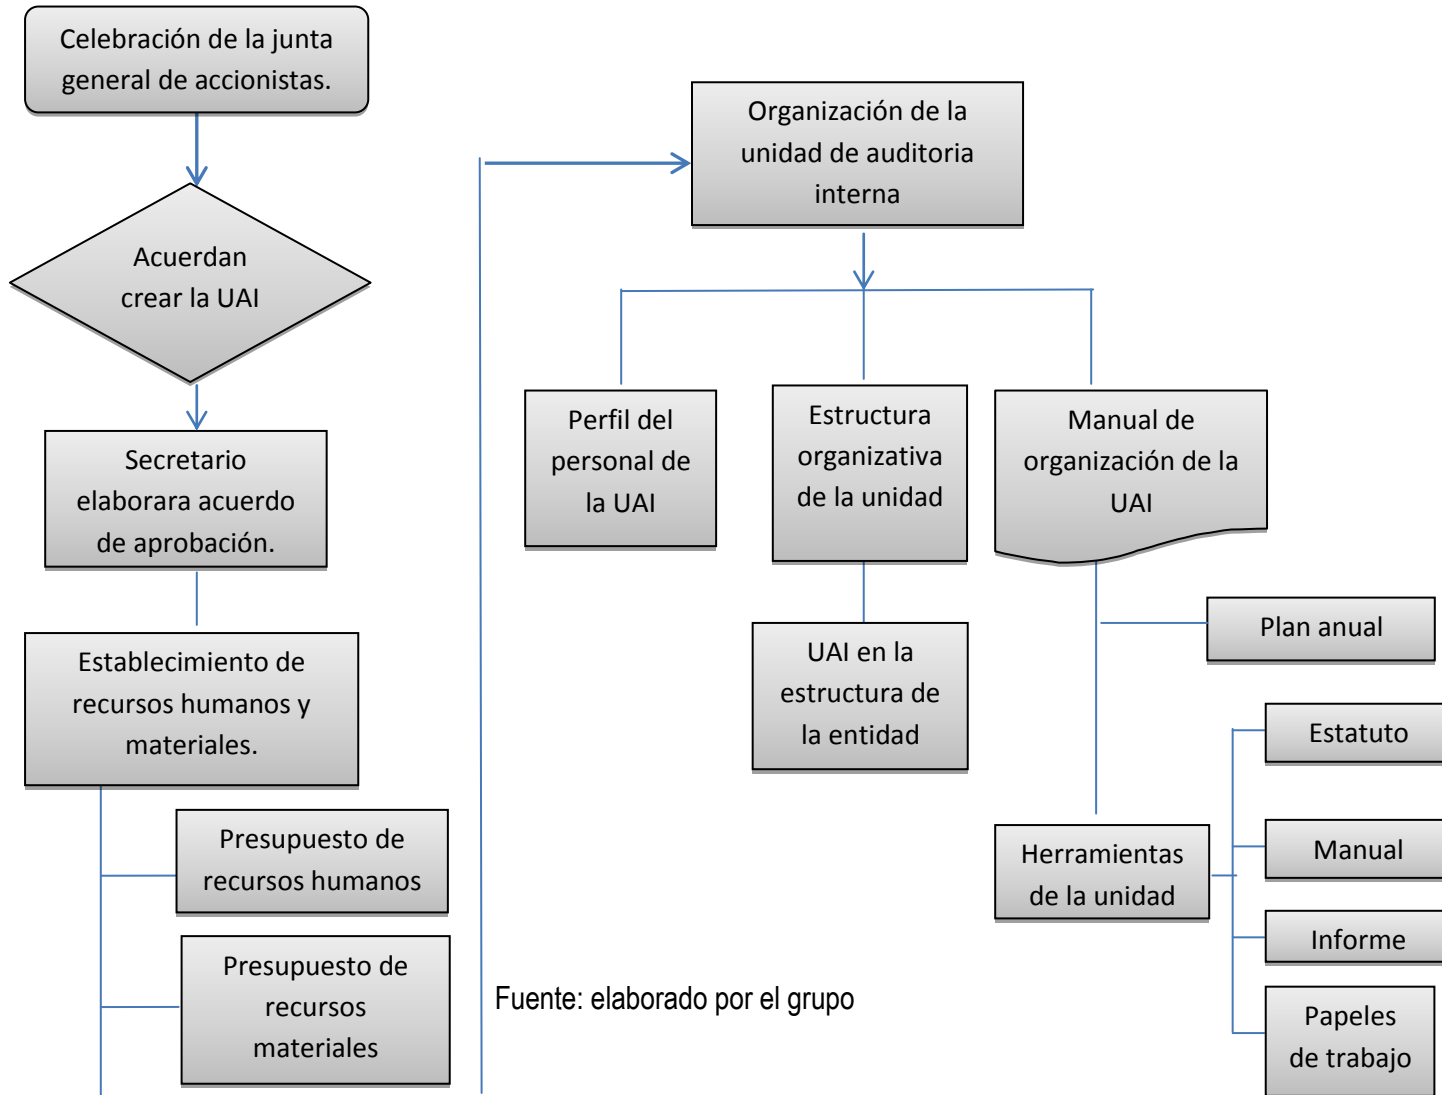 Celebración de la junta
general de accionistas.
Acuerdan
crear la UAI
Secretario
elaborara acuerdo
de aprobación.
Establecimiento de
recursos humanos y
materiales.
Presupuesto de
recursos humanos
Presupuesto de
recursos
materiales
Organización de la
unidad de auditoria
interna
Perfil del
personal de
la UAI
Estructura
organizativa
de la unidad
UAI en la
estructura de
la entidad
Manual de
organización de la
UAI
Plan anual
Herramientas
de la unidad
Estatuto
Manual
Informe
Papeles
de trabajo
Fuente: elaborado por el grupo